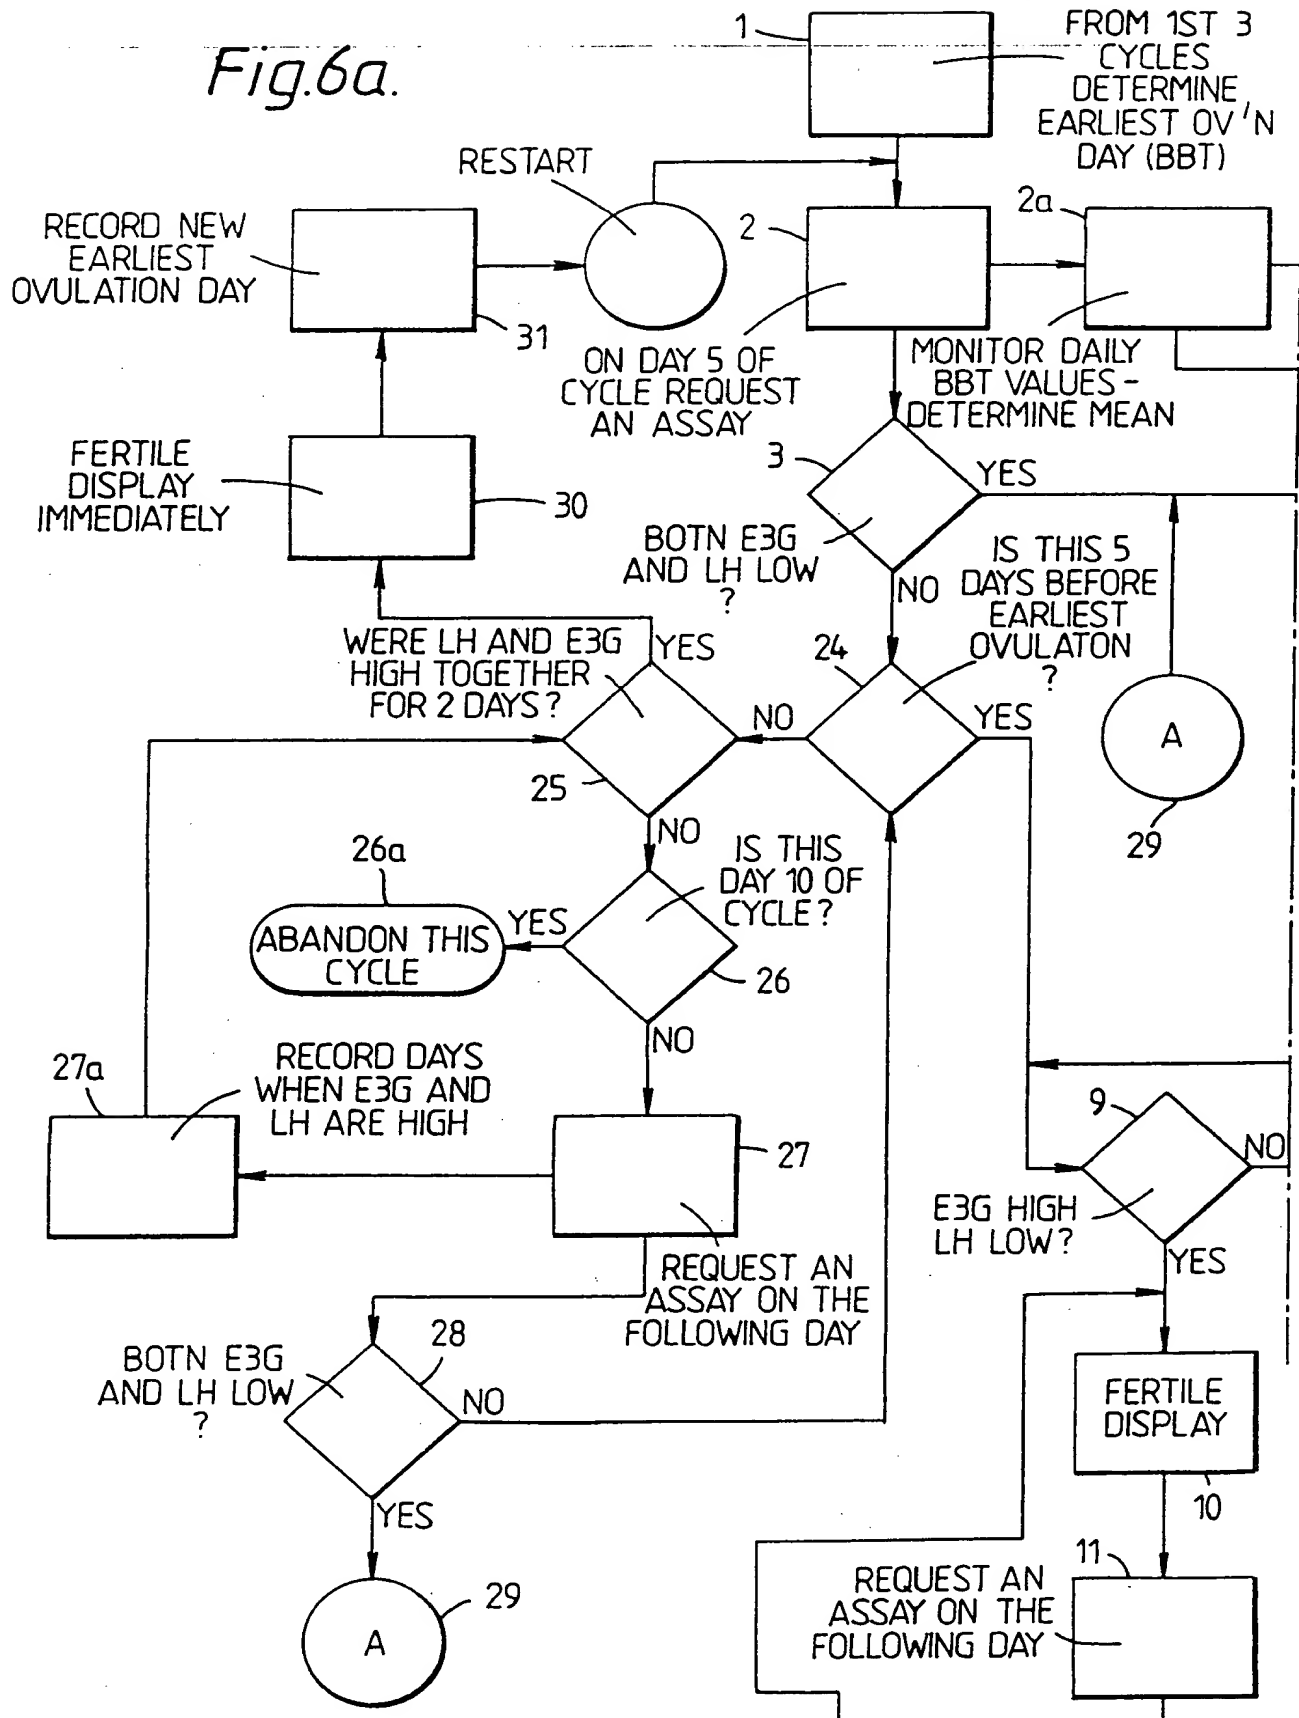 Fig.6a.
1
FROM 1ST 3
CYCLES
DETERMINE
EARLIEST OV'N
DAY (BBT)
RESTART
RECORD NEW
EARLIEST
OVULATION DAY
31
2
2a
ON DAY 5 OF
CYCLE REQUEST
AN ASSAY
MONITOR DAILY
BBT VALUES-
DETERMINE MEAN
FERTILE
DISPLAY
IMMEDIATELY
30
3
YES
BOTN E3G
AND LH LOW
?
NO
IS THIS 5
DAYS BEFORE
EARLIEST
OVULATON
?
WERE LH AND E3G
HIGH TOGETHER
FOR 2 DAYS?
YES
24
NO
YES
A
29
25
NO
26a
IS THIS
DAY 10 OF
CYCLE?
YES
ABANDON THIS
CYCLE
26
NO
27a
RECORD DAYS
WHEN E3G AND
LH ARE HIGH
27
9
NO
E3G HIGH
LH LOW?
YES
REQUEST AN
ASSAY ON THE
FOLLOWING DAY
28
BOTN E3G
AND LH LOW
?
NO
YES
FERTILE
DISPLAY
10
A
29
11
REQUEST AN
ASSAY ON THE
FOLLOWING DAY